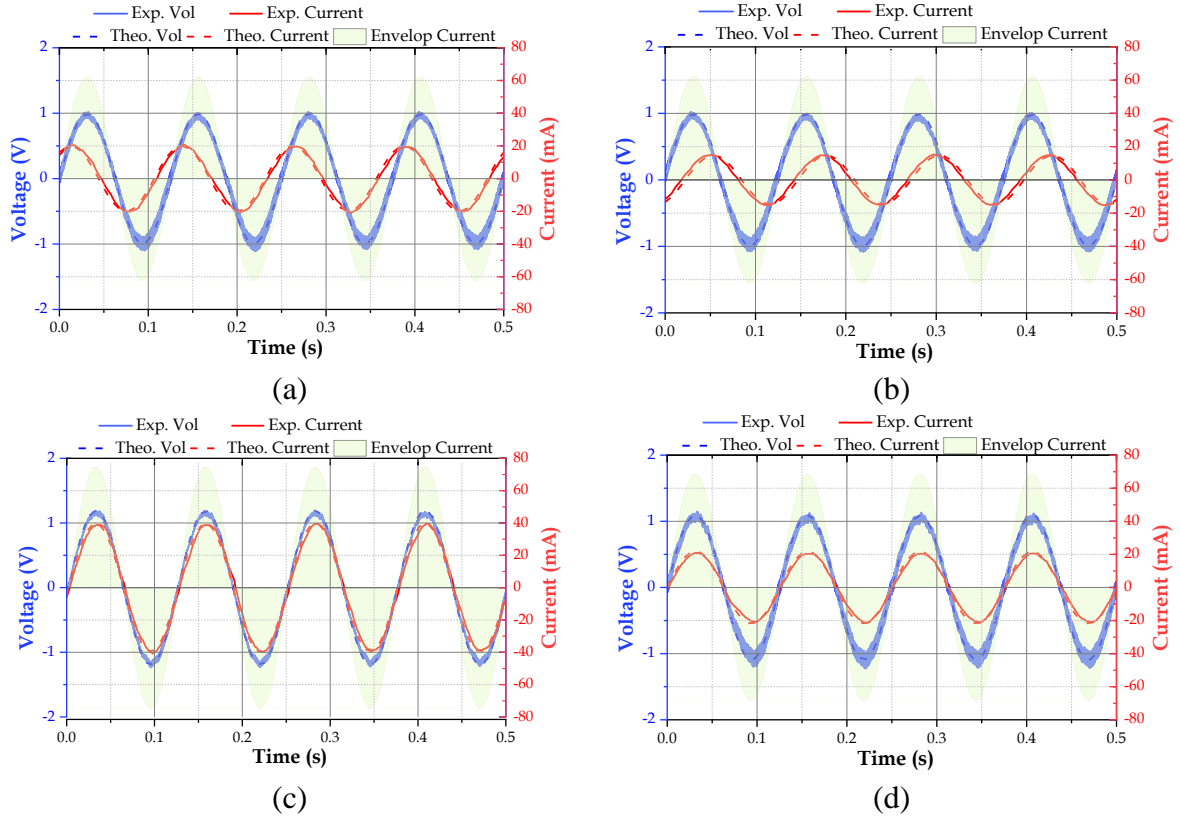 Exp. Vol Exp. Current
Theo. Vol Theo. Current Envelop Current
2 80
60
1 40
20
0 0
-20
-1 -40
-60
-2 -80
0.0 0.1 0.2 0.3 0.4 0.5
Voltage (V)
Current (mA)
Time (s)
(a)
Exp. Vol Exp. Current
Theo. Vol Theo. Current Envelop Current
2 80
60
1 40
20
0 0
-20
-1 -40
-60
-2 -80
0.0 0.1 0.2 0.3 0.4 0.5
Voltage (V)
Current (mA)
Time (s)
(b)
Exp. Vol Exp. Current
Theo. Vol Theo. Current Envelop Current
2 80
60
1 40
20
0 0
-20
-1 -40
-60
-2 -80
0.0 0.1 0.2 0.3 0.4 0.5
Voltage (V)
Current (mA)
Time (s)
(c)
Exp. Vol Exp. Current
Theo. Vol Theo. Current Envelop Current
2 80
60
1 40
20
0 0
-20
-1 -40
-60
-2 -80
0.0 0.1 0.2 0.3 0.4 0.5
Voltage (V)
Current (mA)
Time (s)
(d)